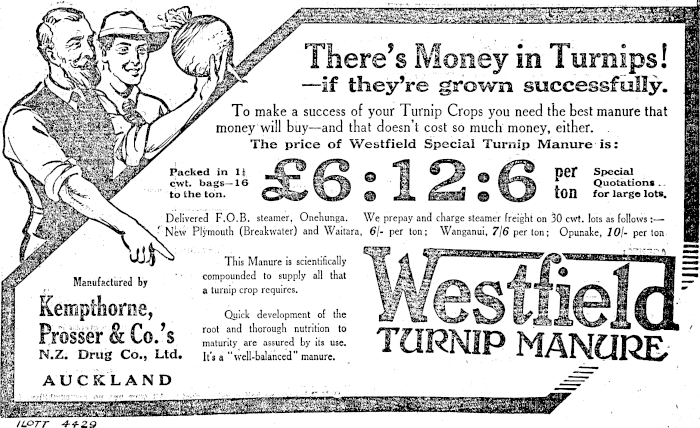 There's Money in Turnips!
—if they're grown successfully.
To make a success of your Turnip Crops you need the best manure that
money will buy—and that doesn't cost so much money, either.
The price of Westfield Special Turnip Manure is:
Packed in 1¼
cwt. bags—16
to the ton.
£6:12:6
per
ton
Special
Quotations..
for large lots.
Delivered F.O.B. steamer, Onehunga. We prepay and charge steamer freight on 30 cwt. lots as follows:—
New Plymouth (Breakwater) and Waitara, 6/- per ton; Wanganui, 7/6 per ton; Opunake, 10/- per ton
This Manure is scientifically
compounded to supply all that
a turnip crop requires.
Quick development of the
root and thorough nutrition to
maturity are assured by its use.
It's a "well-balanced" manure.
Manufactured by
Kempthorne,
Prosser & Co.'s
N.Z. Drug Co., Ltd.
AUCKLAND
Westfield
TURNIP MANURE
ILOTT 4429